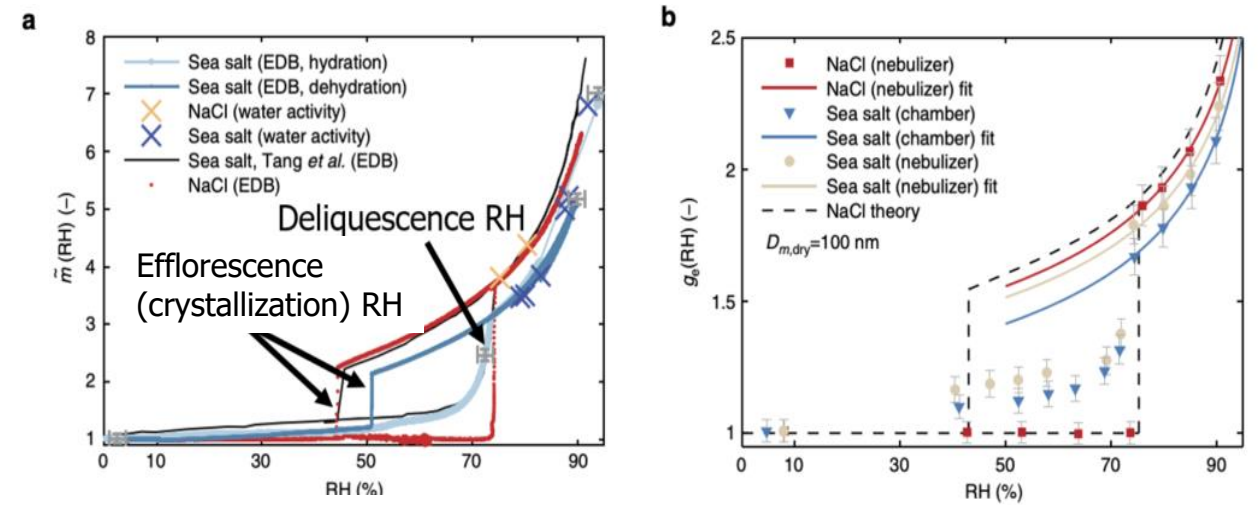 a
8
7
6
5
4
3
2
1
m̃ (RH) (–)
Sea salt (EDB, hydration)
Sea salt (EDB, dehydration)
NaCl (water activity)
Sea salt (water activity)
Sea salt, Tang et al. (EDB)
NaCl (EDB)
Deliquescence RH
Efflorescence
(crystallization) RH
0 10 30 50 70 90
RH (%)
b
2.5
2
1.5
1
gₑ(RH) (–)
NaCl (nebulizer)
NaCl (nebulizer) fit
Sea salt (chamber)
Sea salt (chamber) fit
Sea salt (nebulizer)
Sea salt (nebulizer) fit
NaCl theory
Dm,dry=100 nm
0 10 30 50 70 90
RH (%)